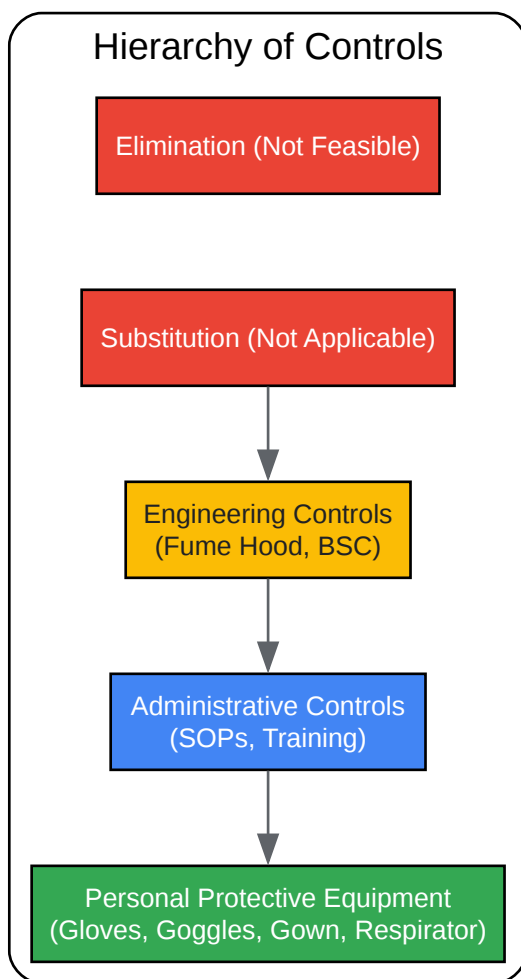 Hierarchy of Controls
Elimination (Not Feasible)
Substitution (Not Applicable)
Engineering Controls
(Fume Hood, BSC)
Administrative Controls
(SOPs, Training)
Personal Protective Equipment
(Gloves, Goggles, Gown, Respirator)